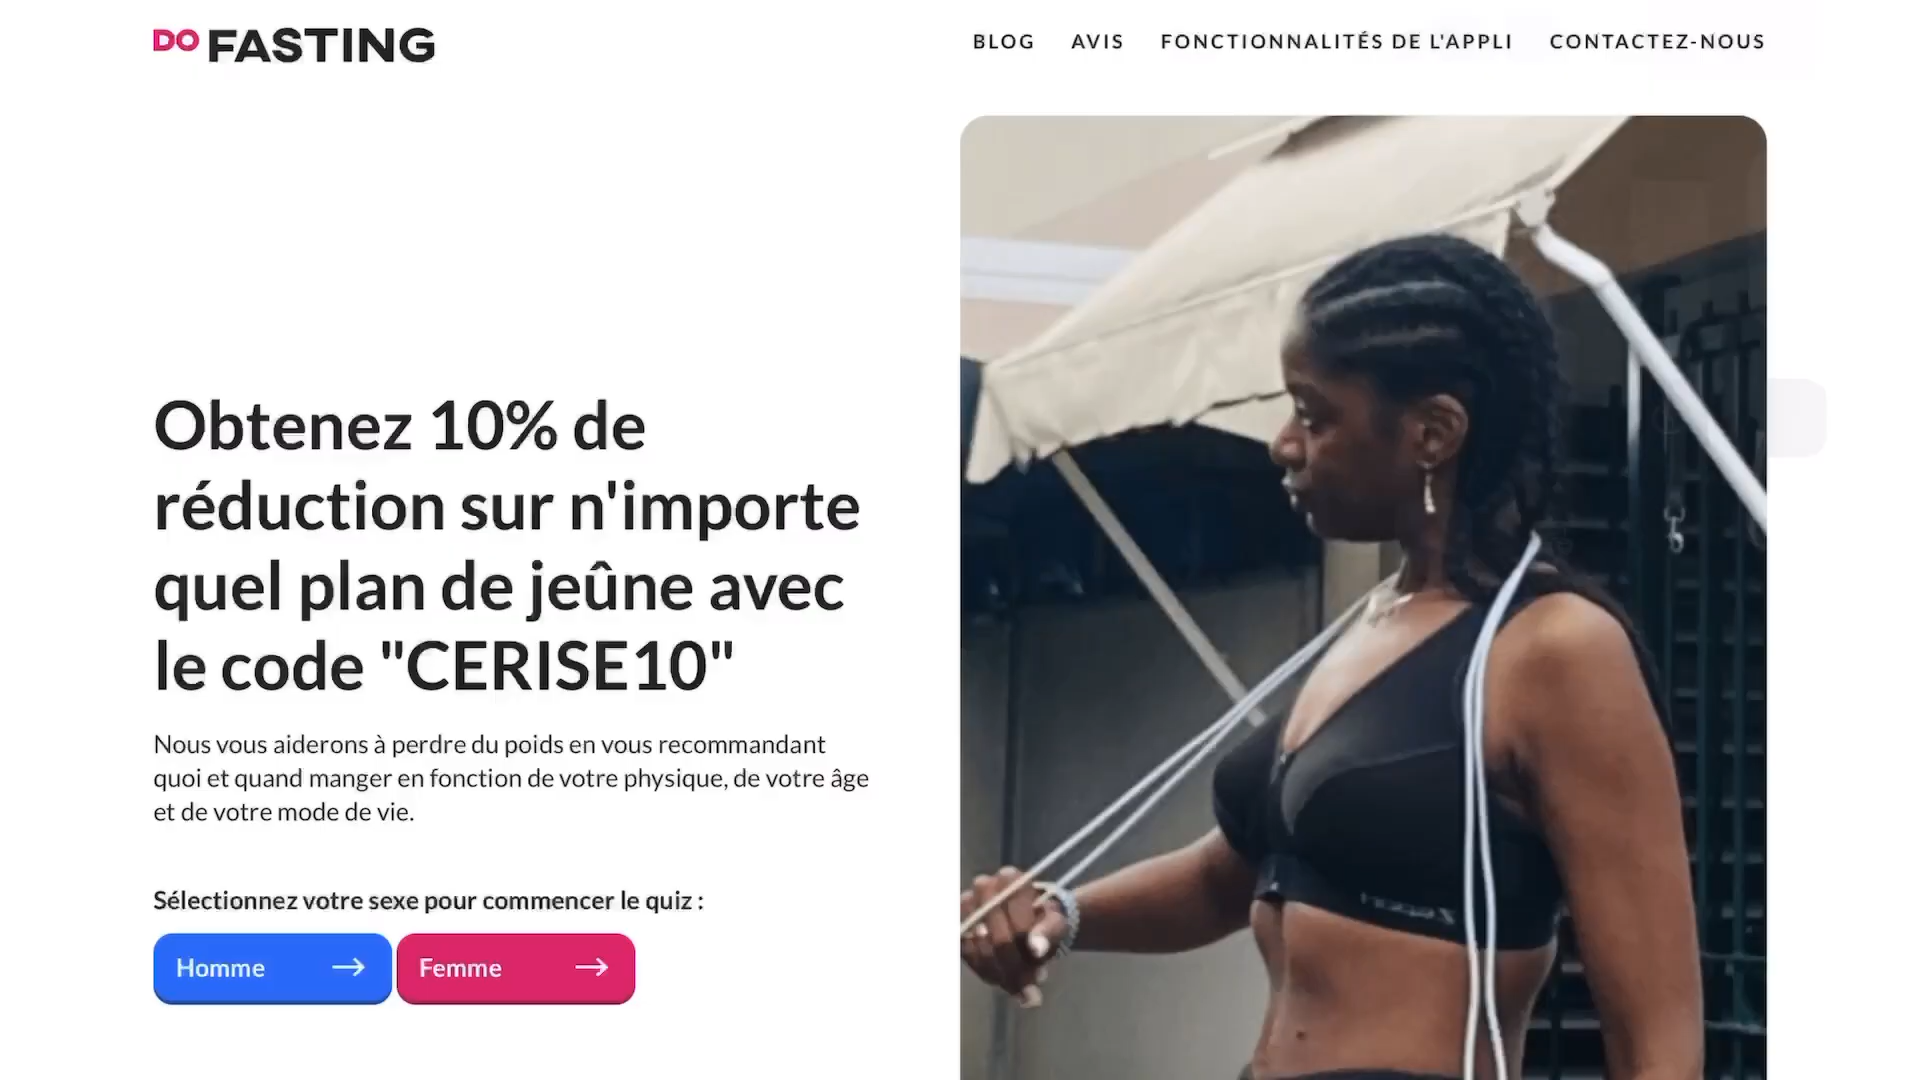 DO FASTING
BLOG AVIS FONCTIONNALITÉS DE L'APPLI CONTACTEZ-NOUS
Obtenez 10% de
réduction sur n'importe
quel plan de jeûne avec
le code "CERISE10"
Nous vous aiderons à perdre du poids en vous recommandant
quoi et quand manger en fonction de votre physique, de votre âge
et de votre mode de vie.
Sélectionnez votre sexe pour commencer le quiz :
Homme → Femme →